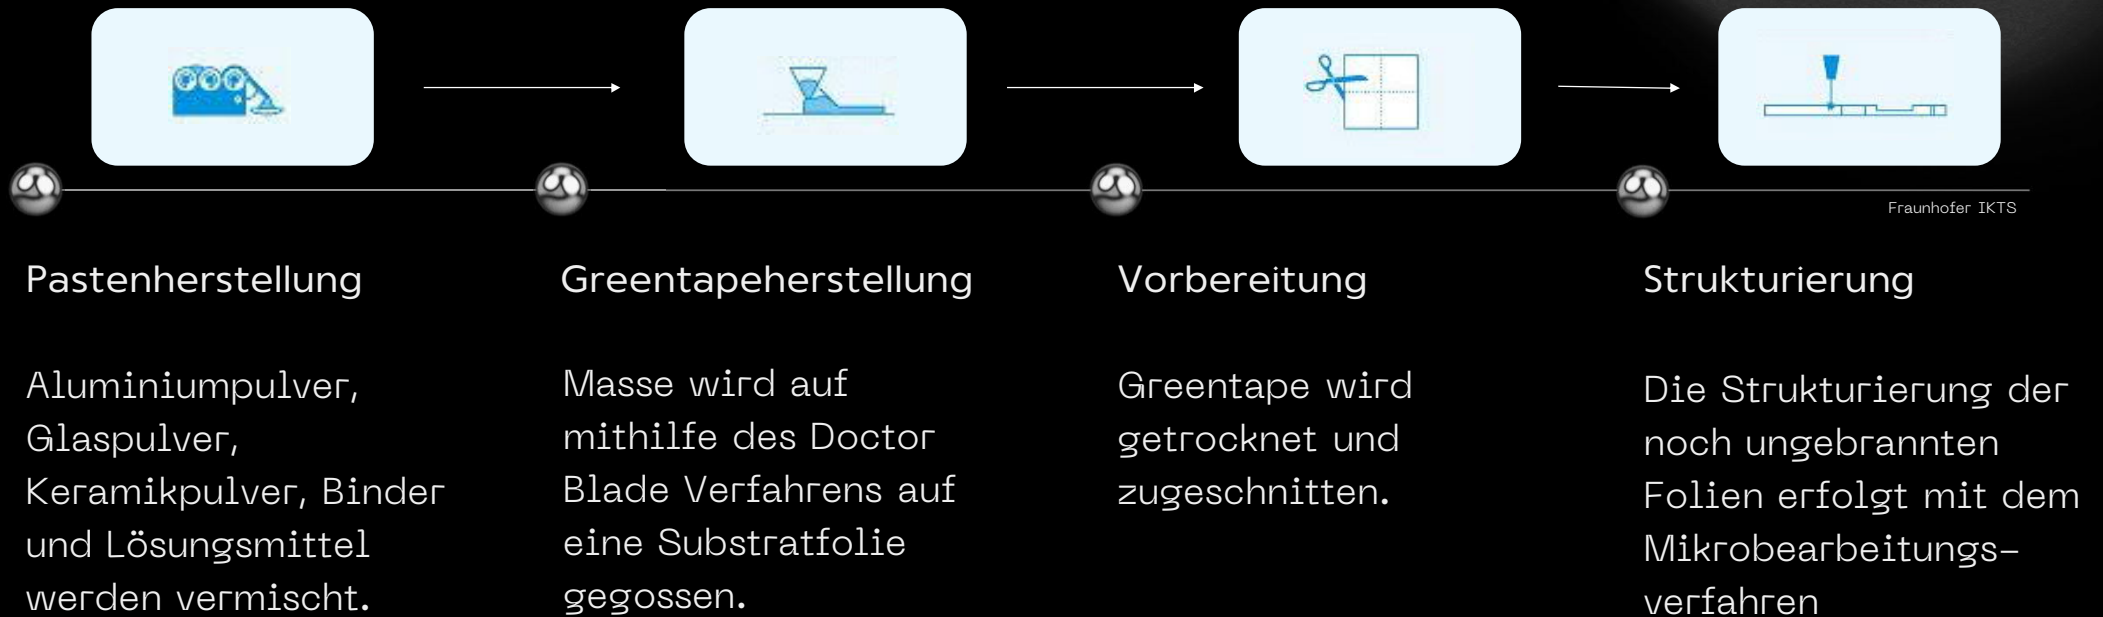 Fraunhofer IKTS
Pastenherstellung
Aluminiumpulver,
Glaspulver,
Keramikpulver, Binder
und Lösungsmittel
werden vermischt.
Greentapeherstellung
Masse wird auf
mithilfe des Doctor
Blade Verfahrens auf
eine Substratfolie
gegossen.
Vorbereitung
Greentape wird
getrocknet und
zugeschnitten.
Strukturierung
Die Strukturierung der
noch ungebrannten
Folien erfolgt mit dem
Mikrobearbeitungs-
verfahren